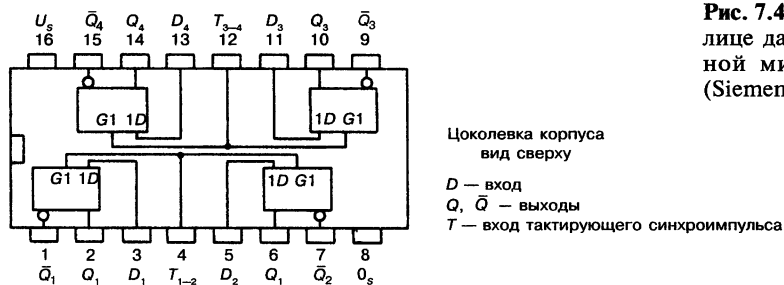 U_s Q̄_4 Q_4 D_4 T_3–4 D_3 Q_3 Q̄_3
16 15 14 13 12 11 10 9
G1 1D 1D G1
G1 1D 1D G1
1 2 3 4 5 6 7 8
Q̄_1 Q_1 D_1 T_1–2 D_2 Q_1 Q̄_2 0_s
Рис. 7.4
лице да
ной ми
(Siemen
Цоколевка корпуса
вид сверху
D — вход
Q, Q̄ — выходы
T — вход тактирующего синхроимпульса